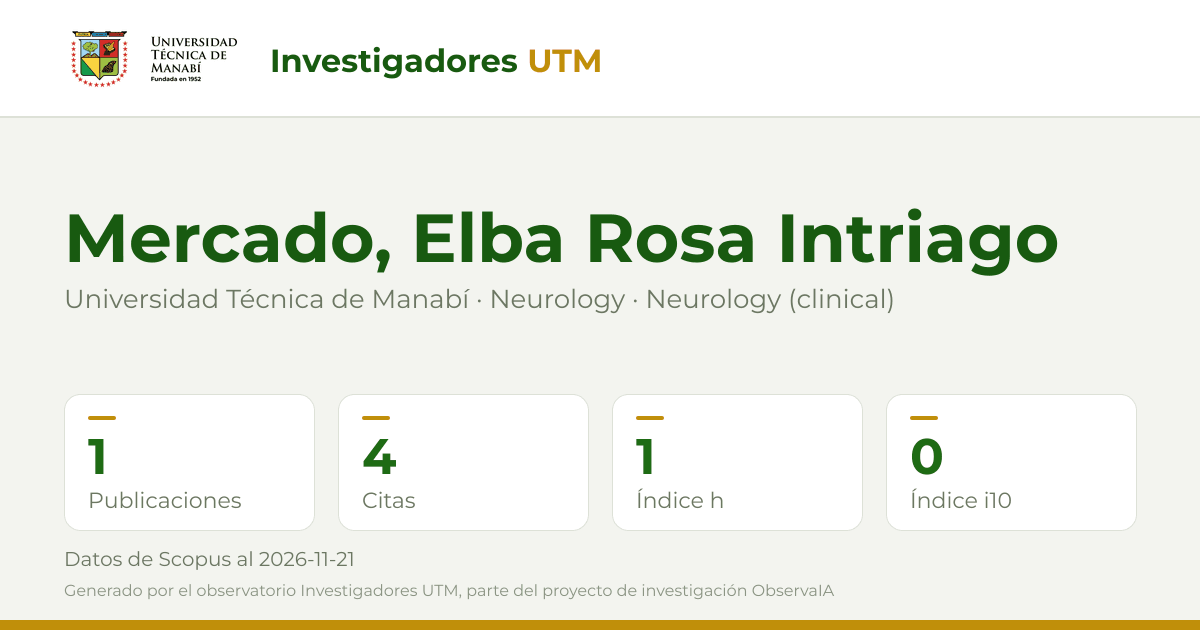 UNIVERSIDAD
TÉCNICA DE
MANABÍ
Fundada en 1952
Investigadores UTM
Mercado, Elba Rosa Intriago
Universidad Técnica de Manabí · Neurology · Neurology (clinical)
1
Publicaciones
4
Citas
1
Índice h
0
Índice i10
Datos de Scopus al 2026-11-21
Generado por el observatorio Investigadores UTM, parte del proyecto de investigación ObservaIA